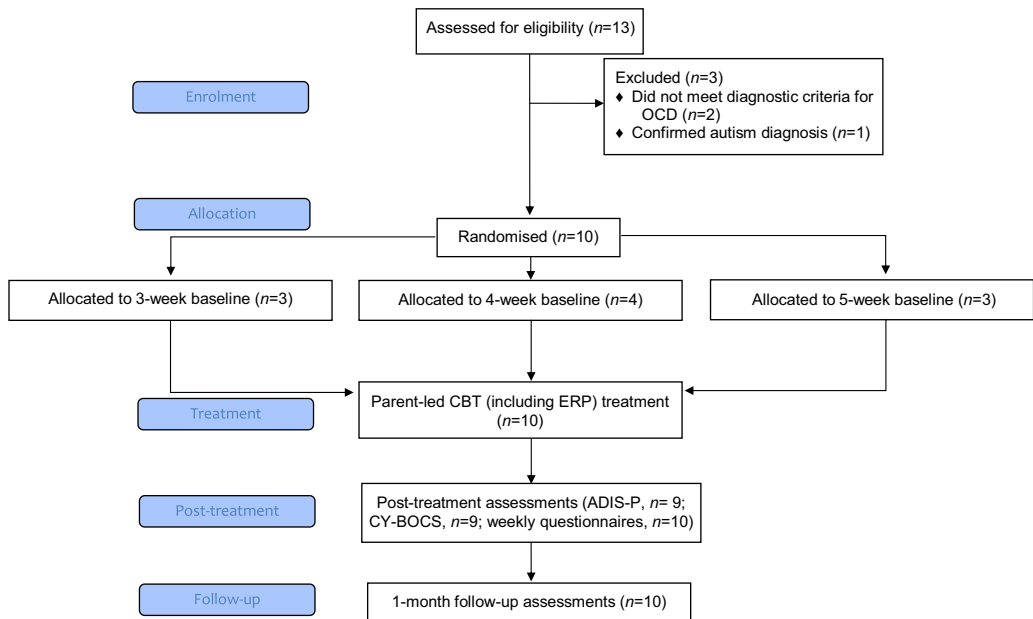 Assessed for eligibility (n=13)
Enrolment
Excluded (n=3)
♦ Did not meet diagnostic criteria for
OCD (n=2)
♦ Confirmed autism diagnosis (n=1)
Allocation
Randomised (n=10)
Allocated to 3-week baseline (n=3)
Allocated to 4-week baseline (n=4)
Allocated to 5-week baseline (n=3)
Treatment
Parent-led CBT (including ERP) treatment
(n=10)
Post-treatment
Post-treatment assessments (ADIS-P, n= 9;
CY-BOCS, n=9; weekly questionnaires, n=10)
Follow-up
1-month follow-up assessments (n=10)